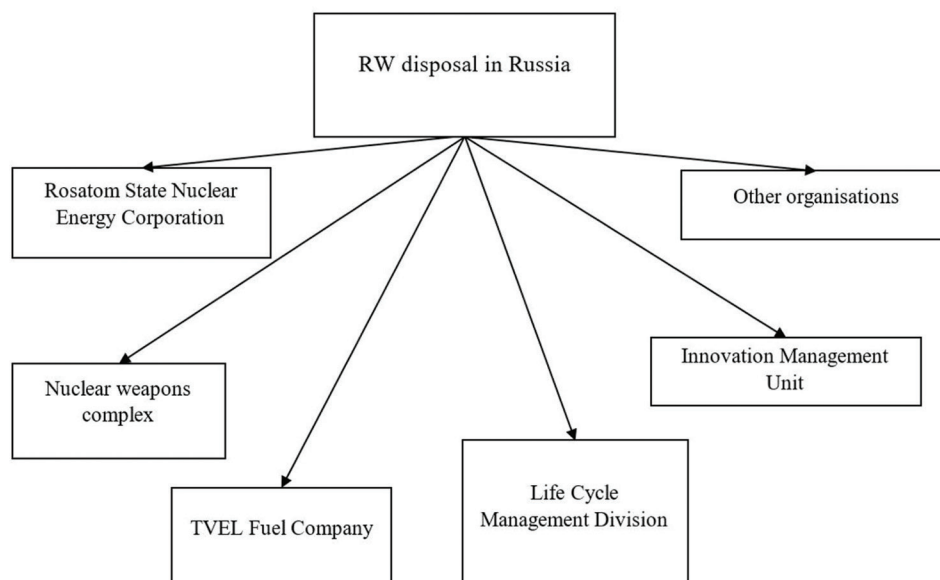 RW disposal in Russia
Rosatom State Nuclear
Energy Corporation
Other organisations
Nuclear weapons
complex
Innovation Management
Unit
TVEL Fuel Company
Life Cycle
Management Division